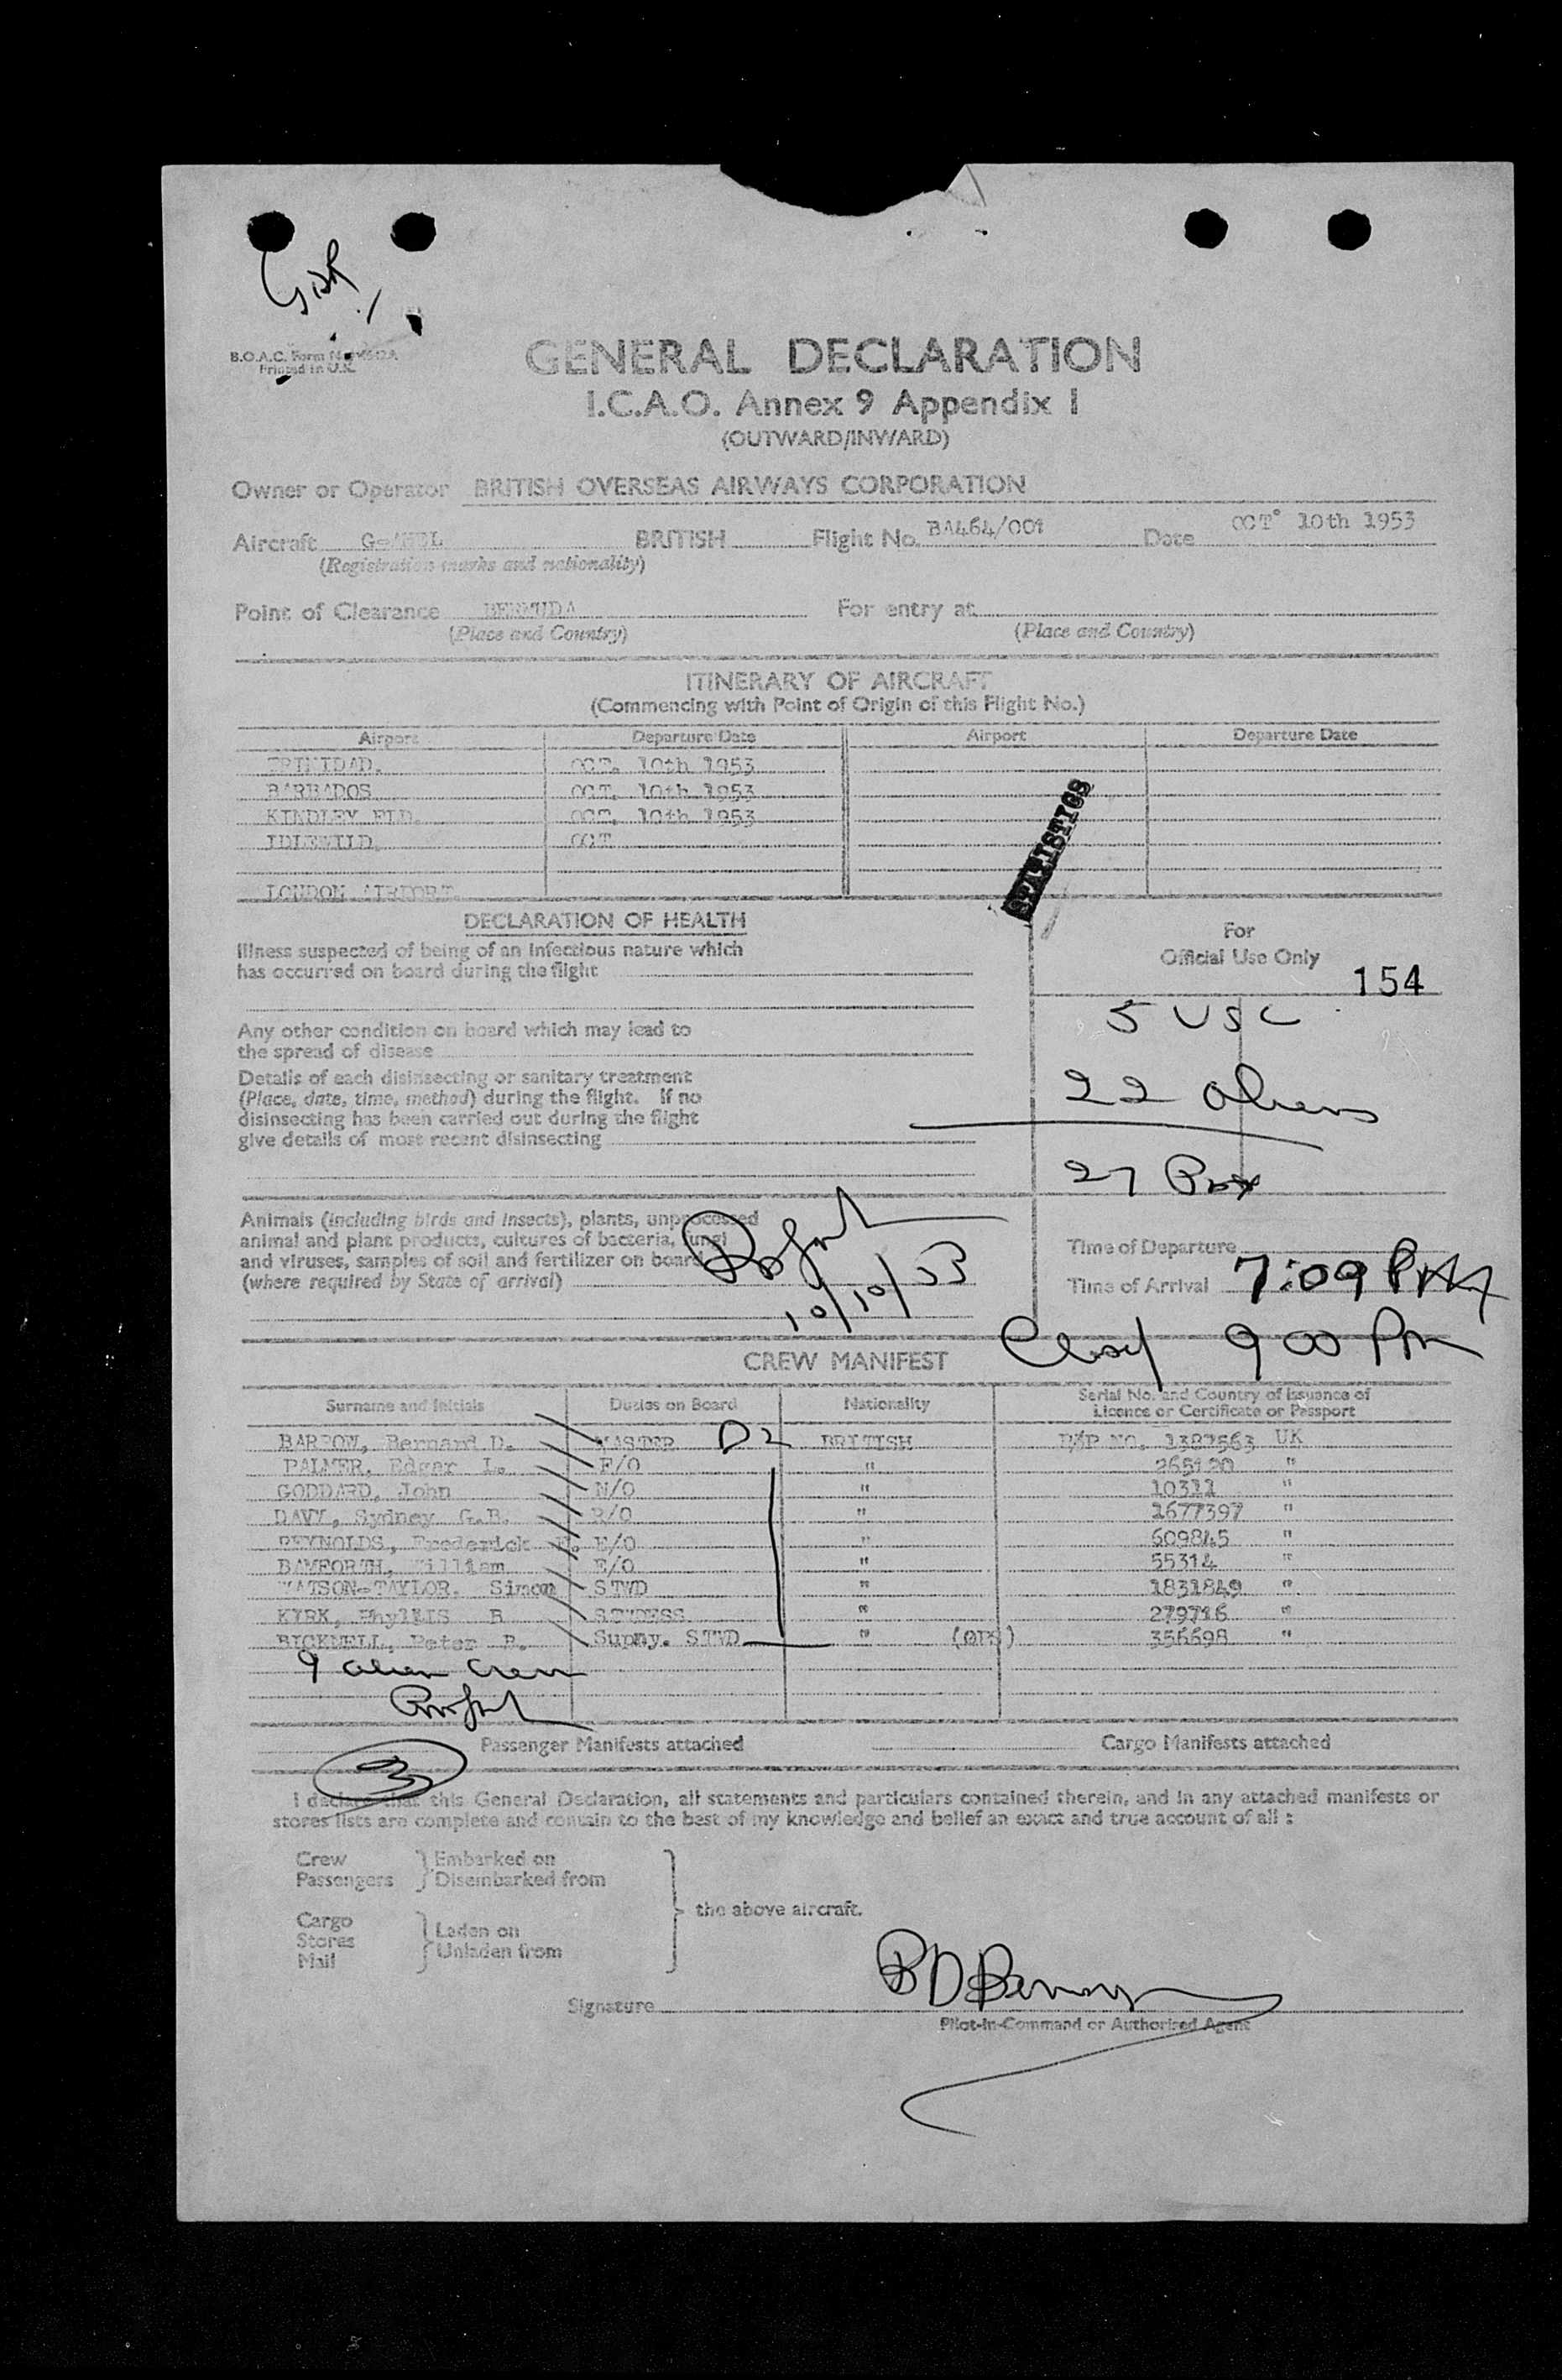 B.O.A.C. Form
Printed in U.K.
GENERAL DECLARATION
I.C.A.O. Annex 9 Appendix 1
(OUTWARD/INWARD)
Owner or Operator BRITISH OVERSEAS AIRWAYS CORPORATION
Aircraft BRITISH Flight No. BA464/001 Date OCT 10th 1953
(Registration marks and nationality)
Point of Clearance BERMUDA For entry at
(Place and Country) (Place and Country)
ITINERARY OF AIRCRAFT
(Commencing with Point of Origin of this Flight No.)
Airport Departure Date Airport Departure Date
TRINIDAD. OCT. 10th 1953
BARBADOS OCT. 10th 1953
KINDLEY FLD. OCT. 10th 1953
IDLEWILD. OCT
LONDON AIRPORT.
STATISTICS
DECLARATION OF HEALTH
Illness suspected of being of an infectious nature which
has occurred on board during the flight
Any other condition on board which may lead to
the spread of disease
Details of each disinsecting or sanitary treatment
(Place, date, time, method) during the flight. If no
disinsecting has been carried out during the flight
give details of most recent disinsecting
For
Official Use Only
154
5 USC
22 Aliens
27 Pax
Animals (including birds and insects), plants, unprocessed
animal and plant products, cultures of bacteria, fungi
and viruses, samples of soil and fertilizer on board
(where required by State of arrival)
10/10/53
Time of Departure
Time of Arrival 7:09 PM
Closed 9 00 Pm
CREW MANIFEST
Surname and Initials Duties on Board Nationality Serial No. and Country of Issuance of Licence or Certificate or Passport
BARROW, Bernard D. MASTER D2 BRITISH B/P NO. 1387563 UK
PALMER, Edgar L. F/O " 265120 "
GODDARD, John N/O " 10311 "
DAVY, Sydney G.B. R/O " 1677397 "
REYNOLDS, Frederick E/O " 609845 "
BAMFORTH, William E/O " 55314 "
WATSON-TAYLOR. Simon STWD " 1831849 "
KIRK, Phyllis B STWDESS " 279716 "
BICKNELL, Peter R. Supny. STWD " 356698 "
9 alien crew
Passenger Manifests attached Cargo Manifests attached
3
I declare that this General Declaration, all statements and particulars contained therein, and in any attached manifests or
stores lists are complete and contain to the best of my knowledge and belief an exact and true account of all :
Crew Embarked on
Passengers Disembarked from
the above aircraft.
Cargo
Stores Laden on
Mail Unladen from
Signature
Pilot-in-Command or Authorised Agent